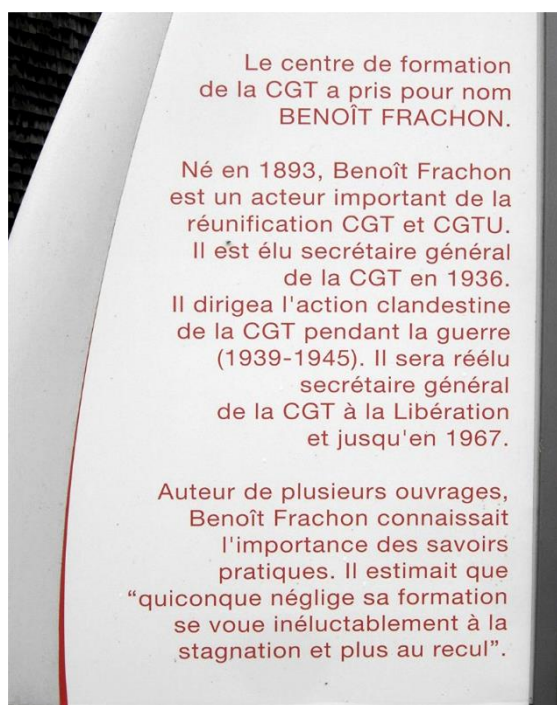 Le centre de formation
de la CGT a pris pour nom
BENOÎT FRACHON.
Né en 1893, Benoît Frachon
est un acteur important de la
réunification CGT et CGTU.
Il est élu secrétaire général
de la CGT en 1936.
Il dirigea l'action clandestine
de la CGT pendant la guerre
(1939-1945). Il sera réélu
secrétaire général
de la CGT à la Libération
et jusqu'en 1967.
Auteur de plusieurs ouvrages,
Benoît Frachon connaissait
l'importance des savoirs
pratiques. Il estimait que
“quiconque néglige sa formation
se voue inéluctablement à la
stagnation et plus au recul”.